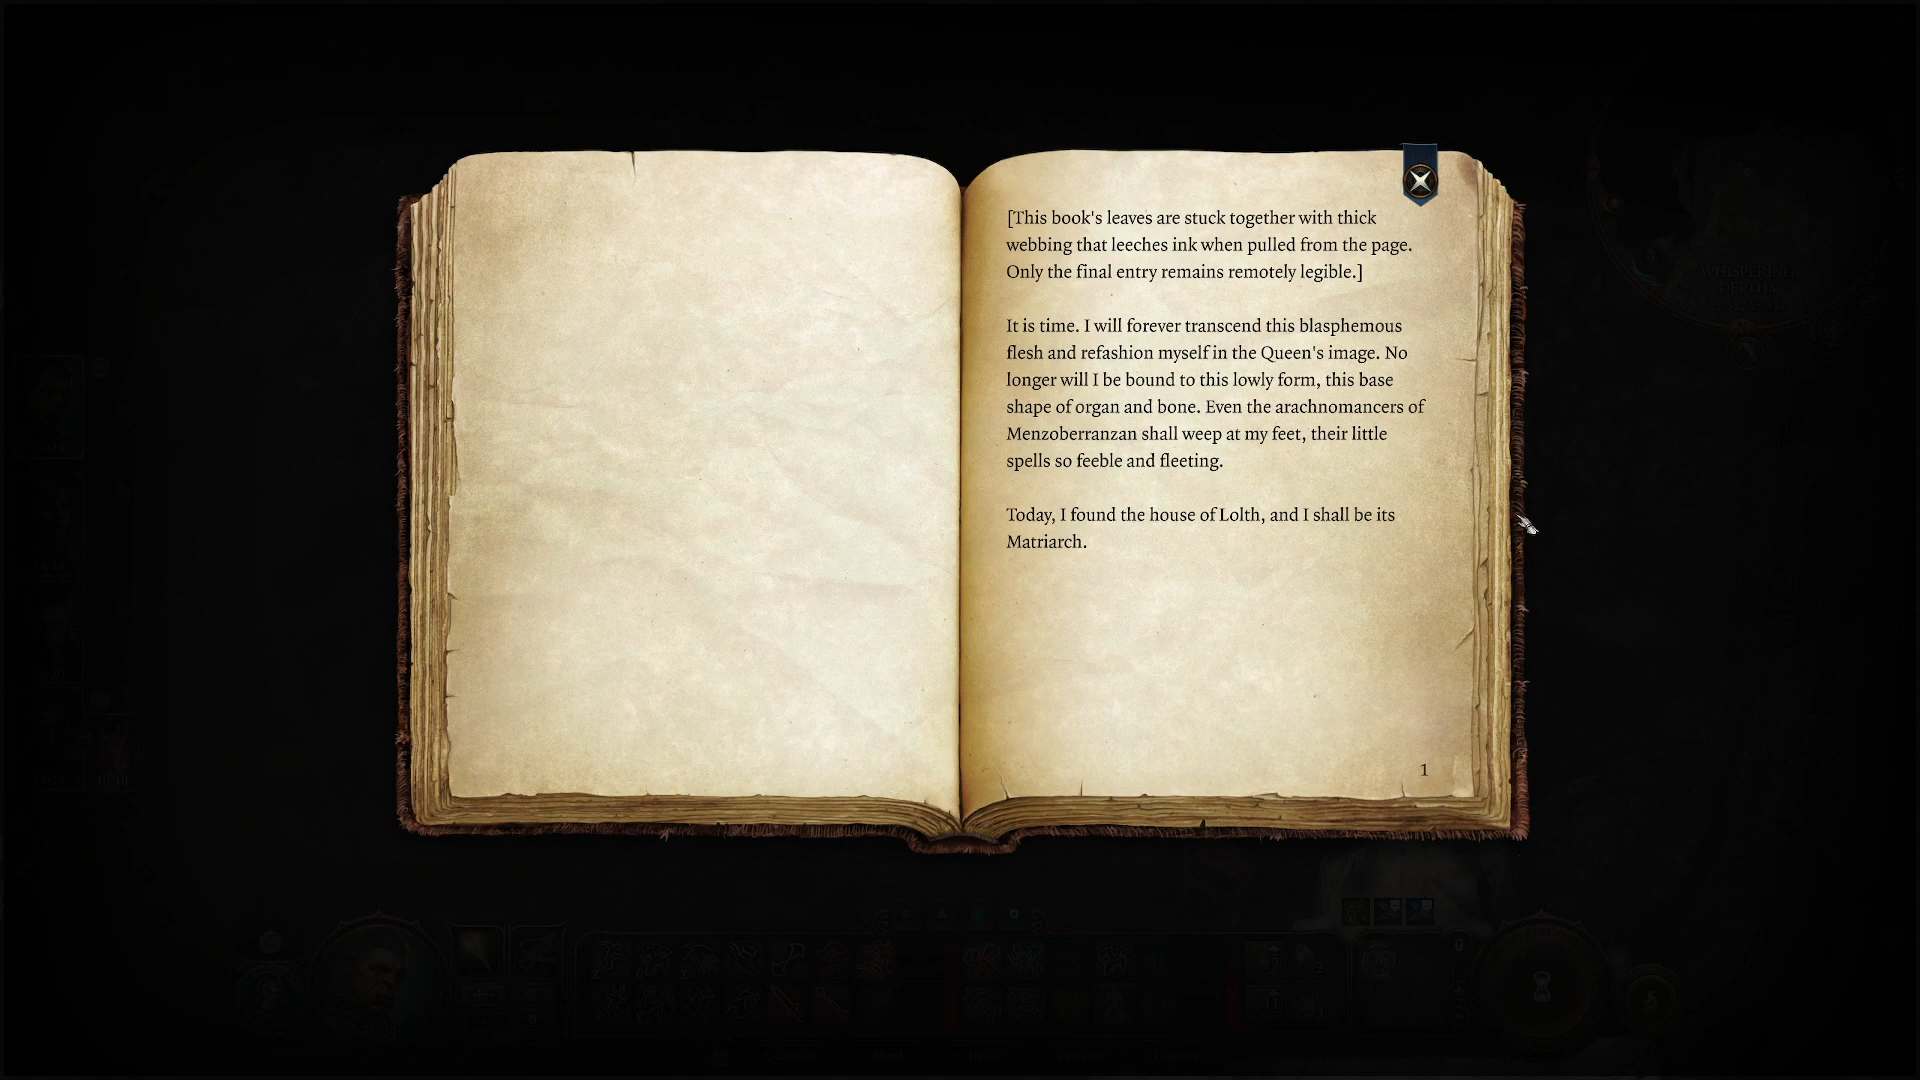 [This book's leaves are stuck together with thick
webbing that leeches ink when pulled from the page.
Only the final entry remains remotely legible.]
It is time. I will forever transcend this blasphemous
flesh and refashion myself in the Queen's image. No
longer will I be bound to this lowly form, this base
shape of organ and bone. Even the arachnomancers of
Menzoberranzan shall weep at my feet, their little
spells so feeble and fleeting.
Today, I found the house of Lolth, and I shall be its
Matriarch.
1
WHISPERING
DEPTHS